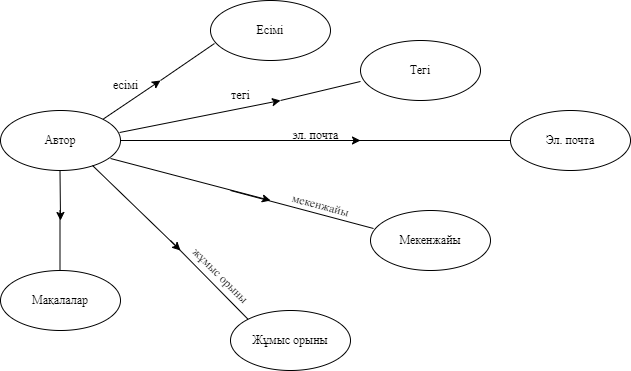 Есімі
Тегі
есімі
тегі
Автор
эл. почта
Эл. почта
мекенжайы
Мекенжайы
жұмыс орыны
Мақалалар
Жұмыс орыны